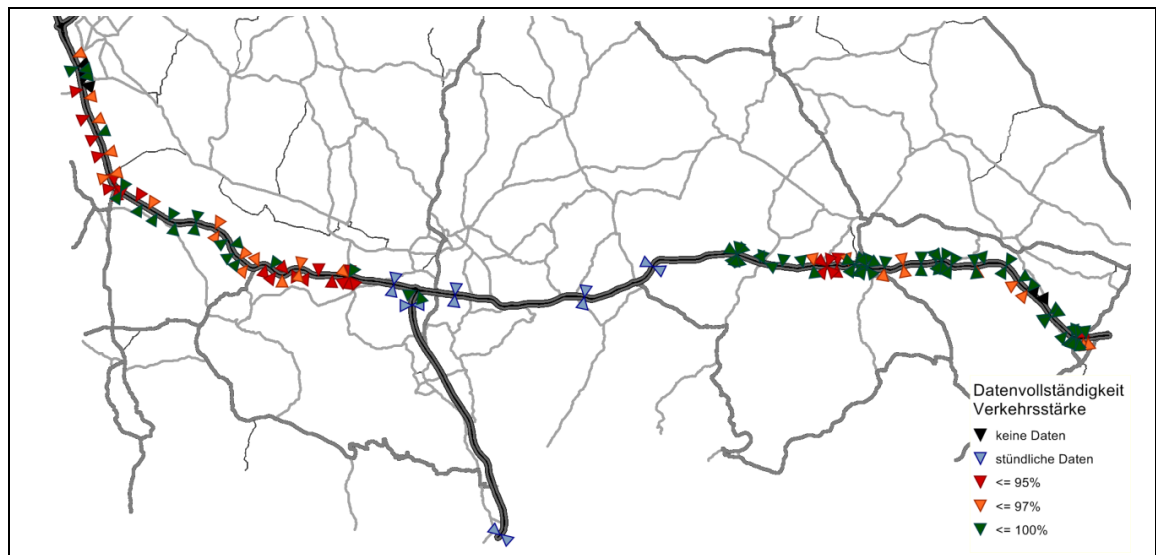 Datenvollständigkeit
Verkehrsstärke
keine Daten
stündliche Daten
<= 95%
<= 97%
<= 100%